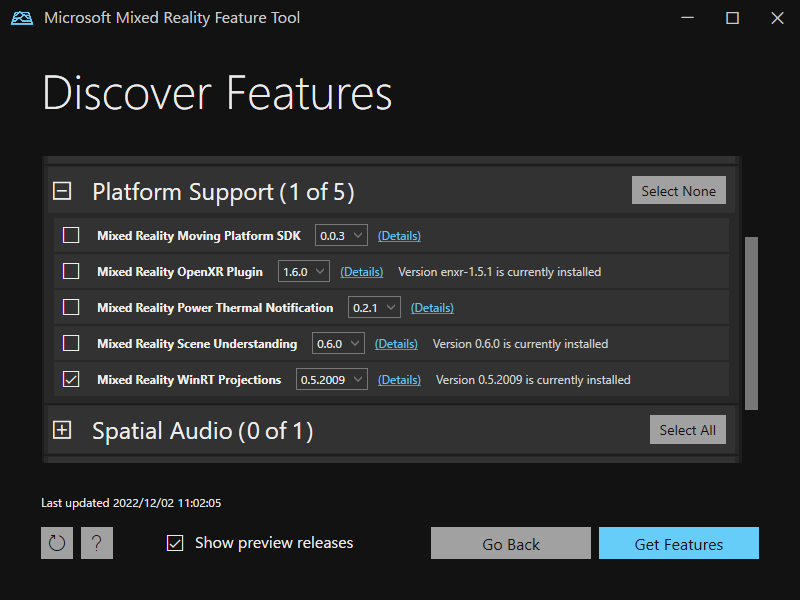 Microsoft Mixed Reality Feature Tool
Discover Features
Platform Support (1 of 5) Select None
Mixed Reality Moving Platform SDK 0.0.3 (Details)
Mixed Reality OpenXR Plugin 1.6.0 (Details) Version enxr-1.5.1 is currently installed
Mixed Reality Power Thermal Notification 0.2.1 (Details)
Mixed Reality Scene Understanding 0.6.0 (Details) Version 0.6.0 is currently installed
Mixed Reality WinRT Projections 0.5.2009 (Details) Version 0.5.2009 is currently installed
Spatial Audio (0 of 1) Select All
Last updated 2022/12/02 11:02:05
? Show preview releases Go Back Get Features